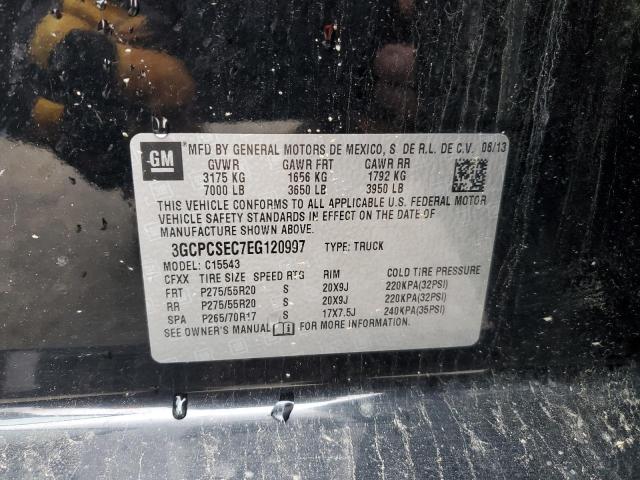 GM
MFD BY GENERAL MOTORS DE MEXICO, S DE R.L. DE C.V. 06/13
GVWR GAWR FRT GAWR RR
3175 KG 1656 KG 1792 KG
7000 LB 3650 LB 3950 LB
THIS VEHICLE CONFORMS TO ALL APPLICABLE U.S. FEDERAL MOTOR
VEHICLE SAFETY STANDARDS IN EFFECT ON THE DATE OF
MANUFACTURE SHOWN ABOVE.
3GCPCSEC7EG120997 TYPE: TRUCK
MODEL: C15543
CFXX TIRE SIZE SPEED RTG RIM COLD TIRE PRESSURE
FRT P275/55R20 S 20X9J 220KPA(32PSI)
RR P275/55R20 S 20X9J 220KPA(32PSI)
SPA P265/70R17 S 17X7.5J 240KPA(35PSI)
SEE OWNER'S MANUAL FOR MORE INFORMATION.